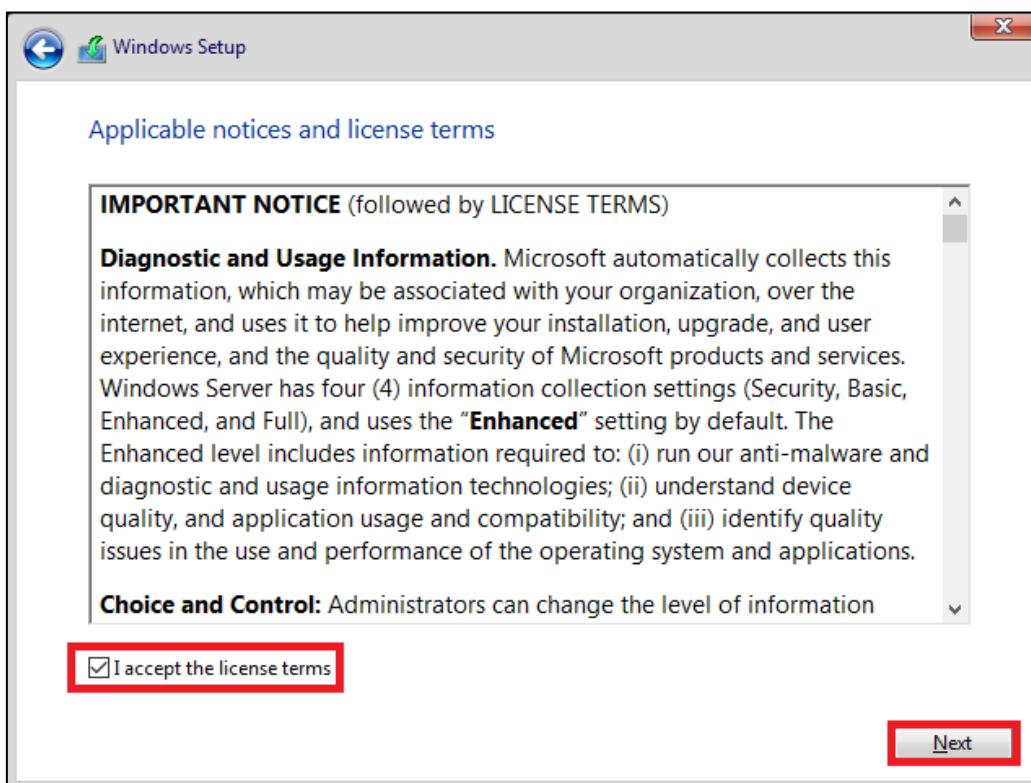 Windows Setup
Applicable notices and license terms
IMPORTANT NOTICE (followed by LICENSE TERMS)
Diagnostic and Usage Information. Microsoft automatically collects this
information, which may be associated with your organization, over the
internet, and uses it to help improve your installation, upgrade, and user
experience, and the quality and security of Microsoft products and services.
Windows Server has four (4) information collection settings (Security, Basic,
Enhanced, and Full), and uses the “Enhanced” setting by default. The
Enhanced level includes information required to: (i) run our anti-malware and
diagnostic and usage information technologies; (ii) understand device
quality, and application usage and compatibility; and (iii) identify quality
issues in the use and performance of the operating system and applications.
Choice and Control: Administrators can change the level of information
I accept the license terms
Next